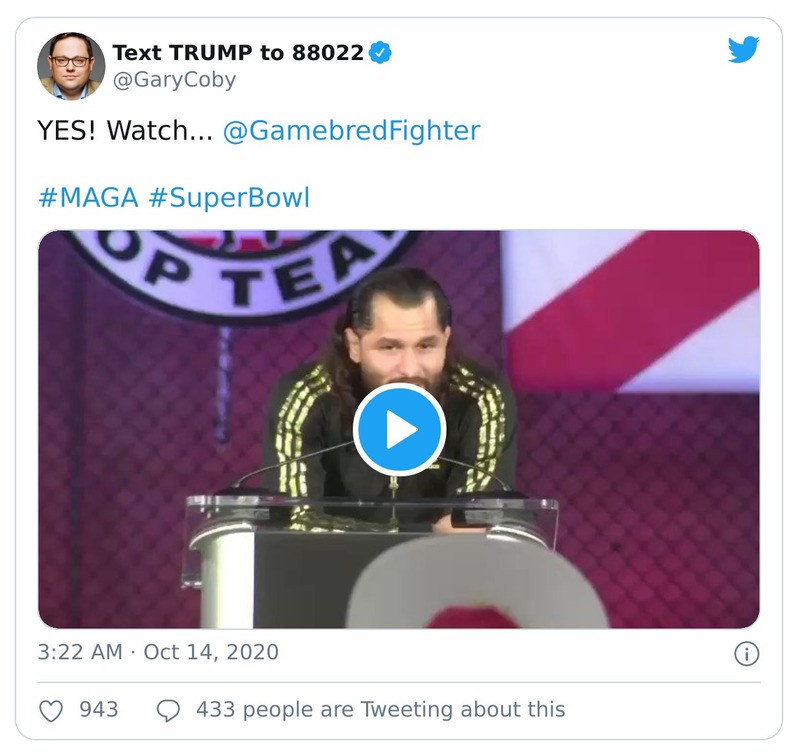 Text TRUMP to 88022
@GaryCoby
YES! Watch... @GamebredFighter
#MAGA #SuperBowl
OP TEA
3:22 AM · Oct 14, 2020
943 433 people are Tweeting about this